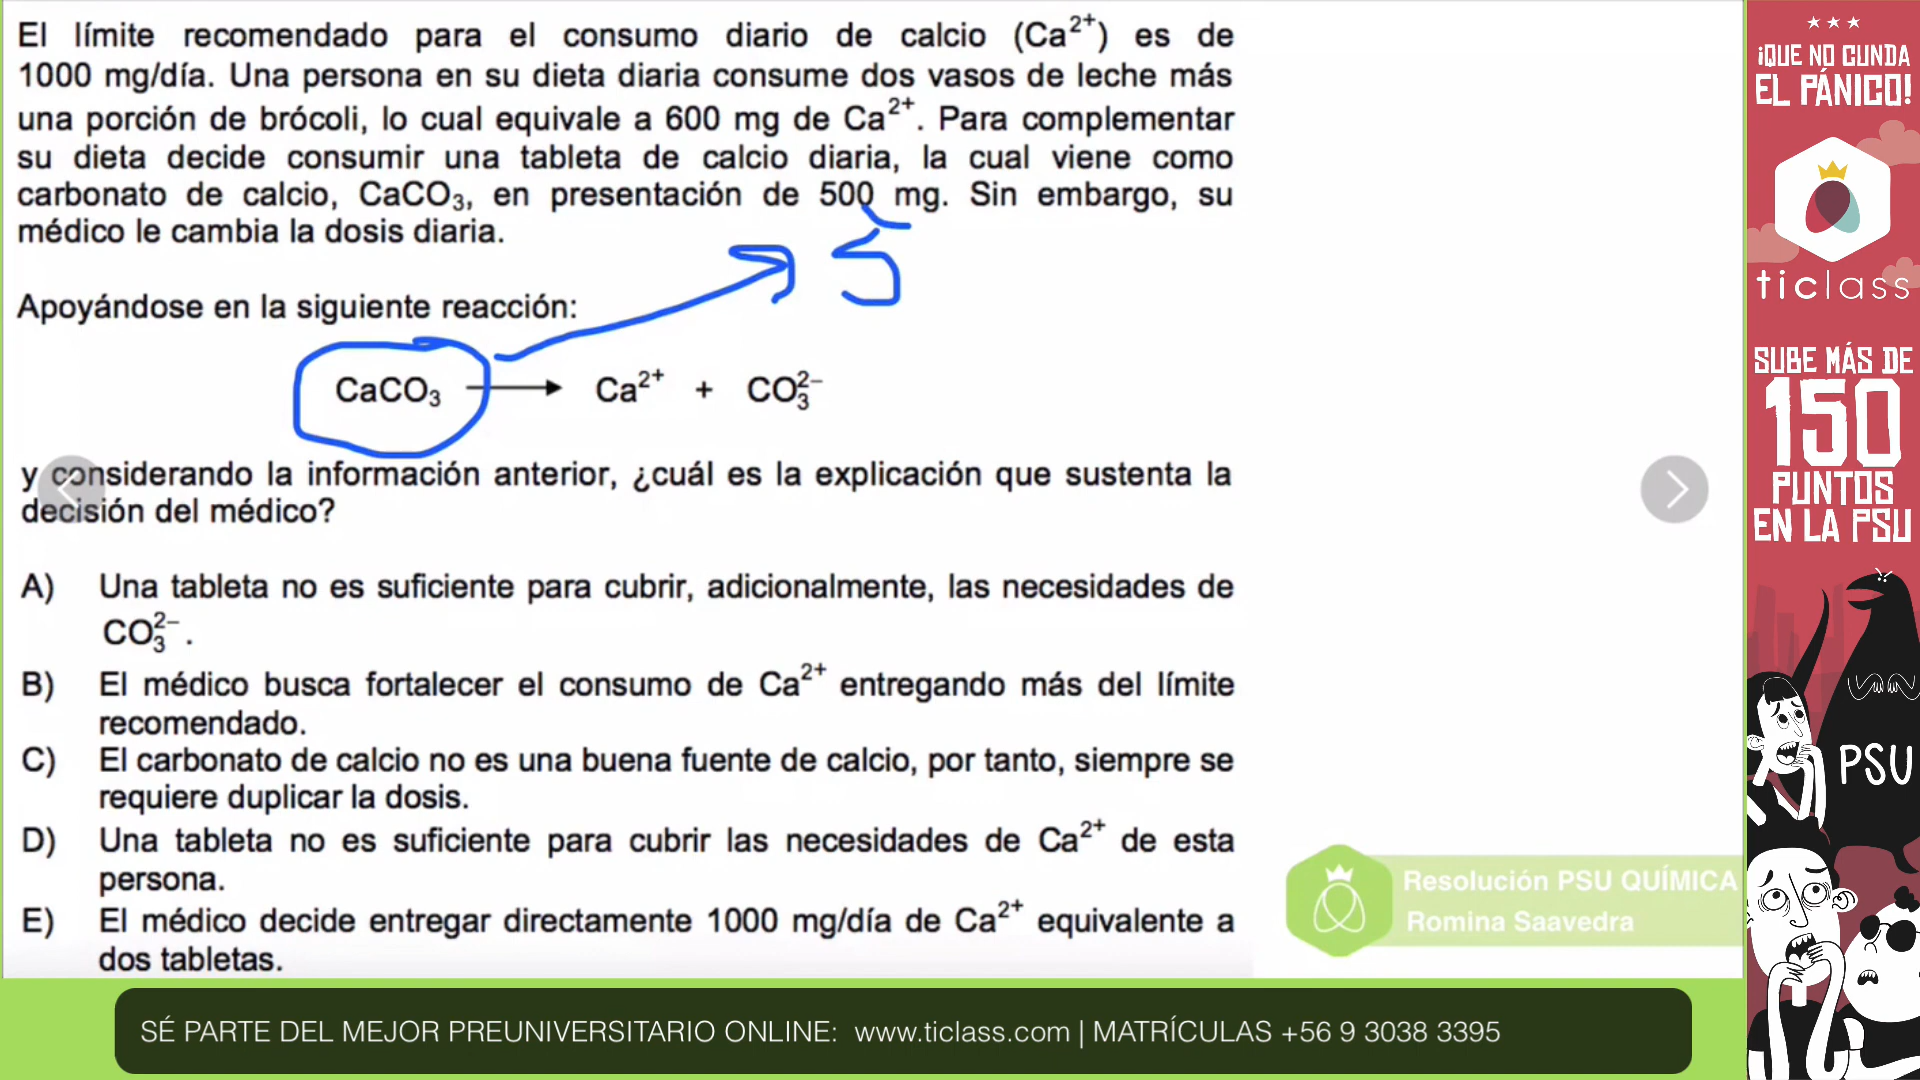 El límite recomendado para el consumo diario de calcio (Ca²⁺) es de
1000 mg/día. Una persona en su dieta diaria consume dos vasos de leche más
una porción de brócoli, lo cual equivale a 600 mg de Ca²⁺. Para complementar
su dieta decide consumir una tableta de calcio diaria, la cual viene como
carbonato de calcio, CaCO₃, en presentación de 500 mg. Sin embargo, su
médico le cambia la dosis diaria.
5
Apoyándose en la siguiente reacción:
CaCO₃ → Ca²⁺ + CO₃²⁻
y considerando la información anterior, ¿cuál es la explicación que sustenta la
decisión del médico?
A) Una tableta no es suficiente para cubrir, adicionalmente, las necesidades de
CO₃²⁻.
B) El médico busca fortalecer el consumo de Ca²⁺ entregando más del límite
recomendado.
C) El carbonato de calcio no es una buena fuente de calcio, por tanto, siempre se
requiere duplicar la dosis.
D) Una tableta no es suficiente para cubrir las necesidades de Ca²⁺ de esta
persona.
E) El médico decide entregar directamente 1000 mg/día de Ca²⁺ equivalente a
dos tabletas.
Resolución PSU QUÍMICA
Romina Saavedra
SÉ PARTE DEL MEJOR PREUNIVERSITARIO ONLINE: www.ticlass.com | MATRÍCULAS +56 9 3038 3395
¡QUE NO CUNDA
EL PÁNICO!
ticlass
SUBE MÁS DE
150
PUNTOS
EN LA PSU
PSU